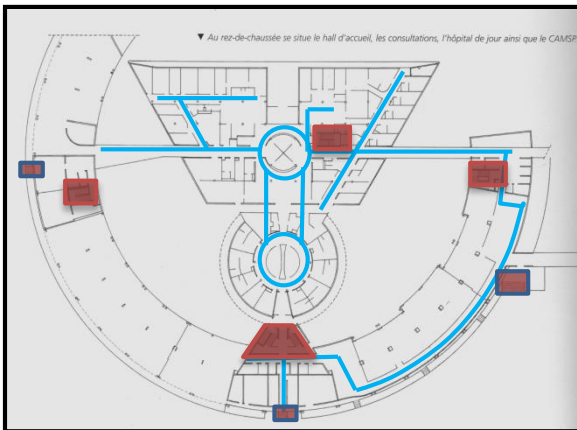 ▼ Au rez-de-chaussée se situe le hall d'accueil, les consultations, l'hôpital de jour ainsi que le CAMSP